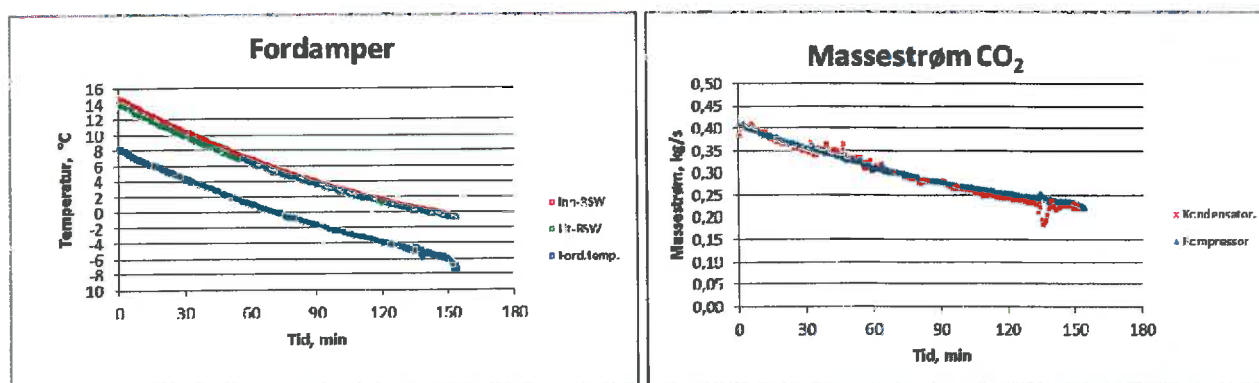 Fordamper
16
14
12
10
8
6
4
2
0
-2
-4
-6
-8
10
Temperatur, °C
0 30 60 90 120 150 180
Tid, min
Inn-RSW
Ut-RSW
Ford.temp.
Massestrøm CO₂
0,50
0,45
0,40
0,35
0,30
0,25
0,20
0,15
0,10
0,05
0,00
Massestrøm, kg/s
0 30 60 90 120 150 180
Tid, min
Kondensator.
Kompressor